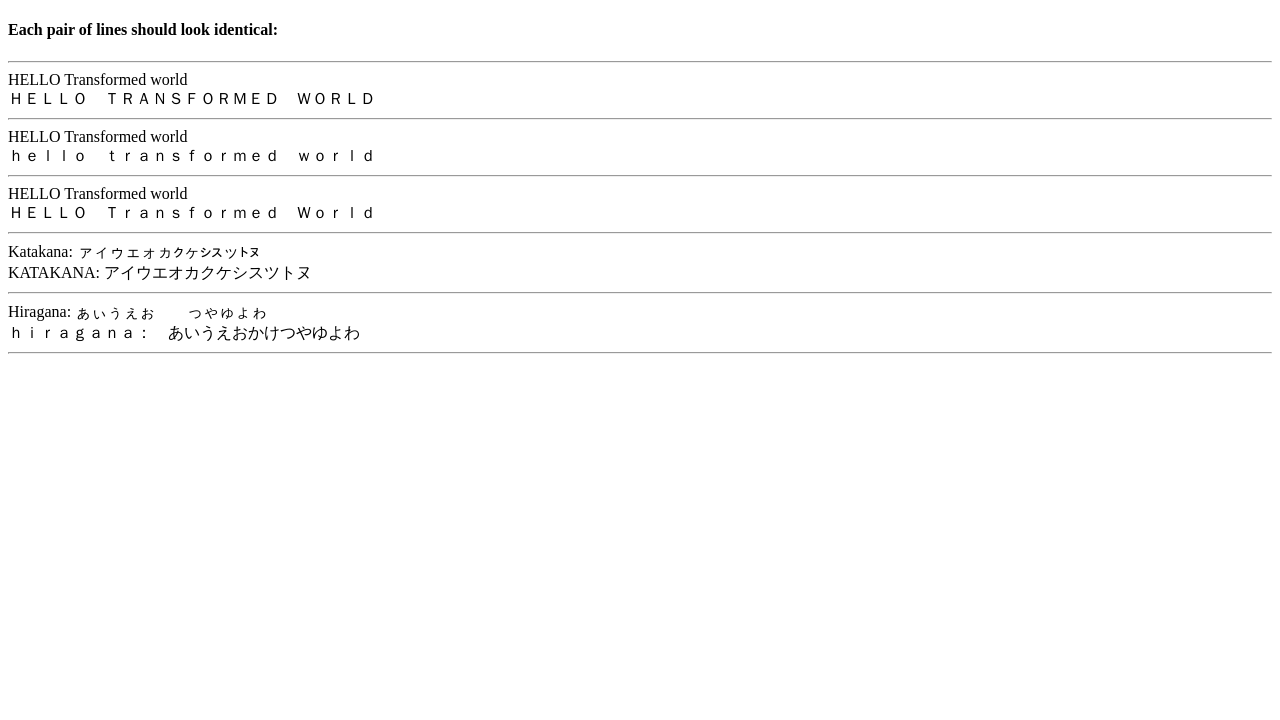 Each pair of lines should look identical:
HELLO Transformed world
ＨＥＬＬＯ　ＴＲＡＮＳＦＯＲＭＥＤ　ＷＯＲＬＤ
HELLO Transformed world
ｈｅｌｌｏ　ｔｒａｎｓｆｏｒｍｅｄ　ｗｏｒｌｄ
HELLO Transformed world
ＨＥＬＬＯ　Ｔｒａｎｓｆｏｒｍｅｄ　Ｗｏｒｌｄ
Katakana: ァィゥェォヵㇰヶㇱㇲッㇳㇴ
KATAKANA: アイウエオカクケシスツトヌ
Hiragana: ぁぃぅぇぉ　　っゃゅょゎ
ｈｉｒａｇａｎａ：　あいうえおかけつやゆよわ